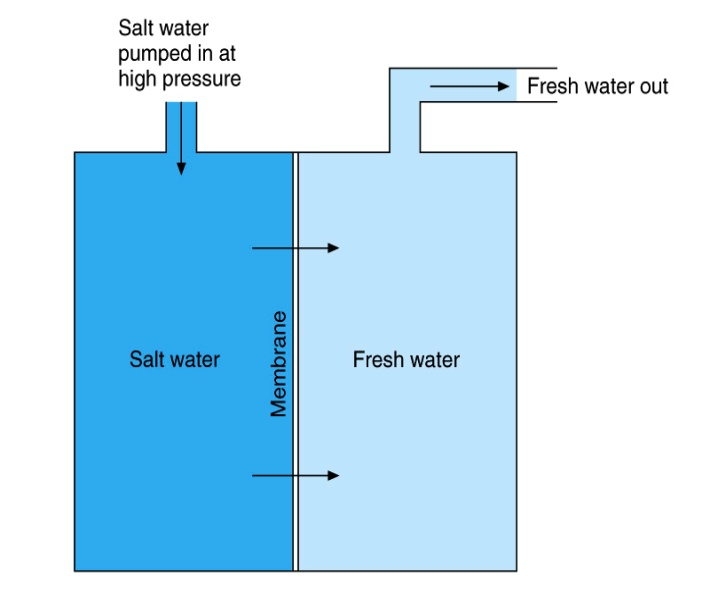 Salt water
pumped in at
high pressure
Fresh water out
Salt water
Membrane
Fresh water